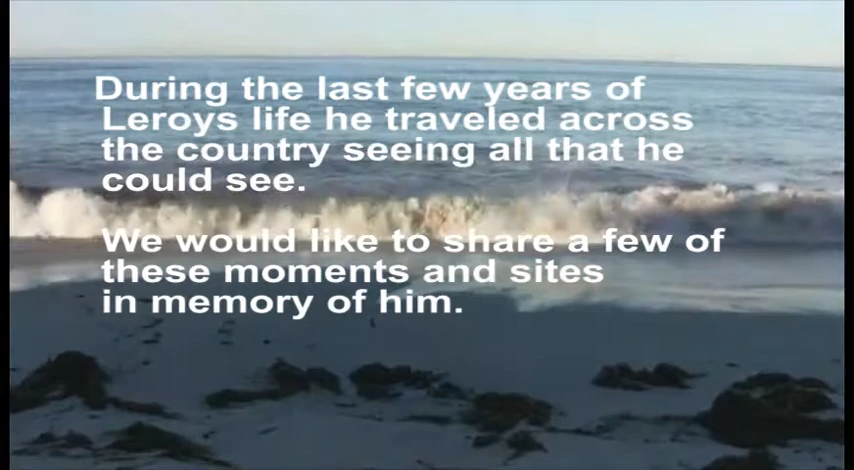 During the last few years of
Leroys life he traveled across
the country seeing all that he
could see.
We would like to share a few of
these moments and sites
in memory of him.